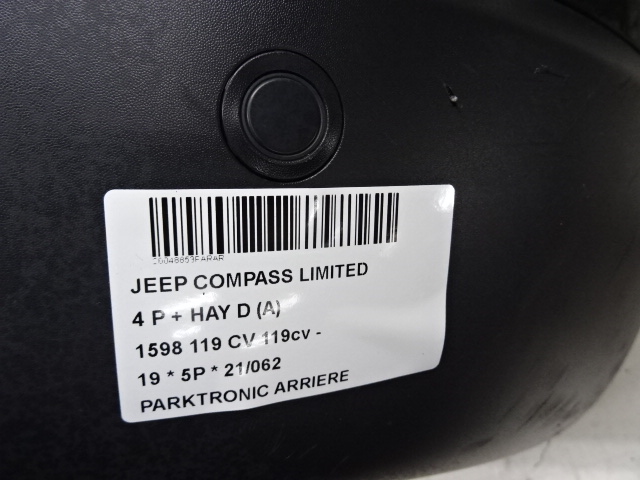 JEEP COMPASS LIMITED
4 P + HAY D (A)
1598 119 CV 119cv -
19 * 5P * 21/062
PARKTRONIC ARRIERE